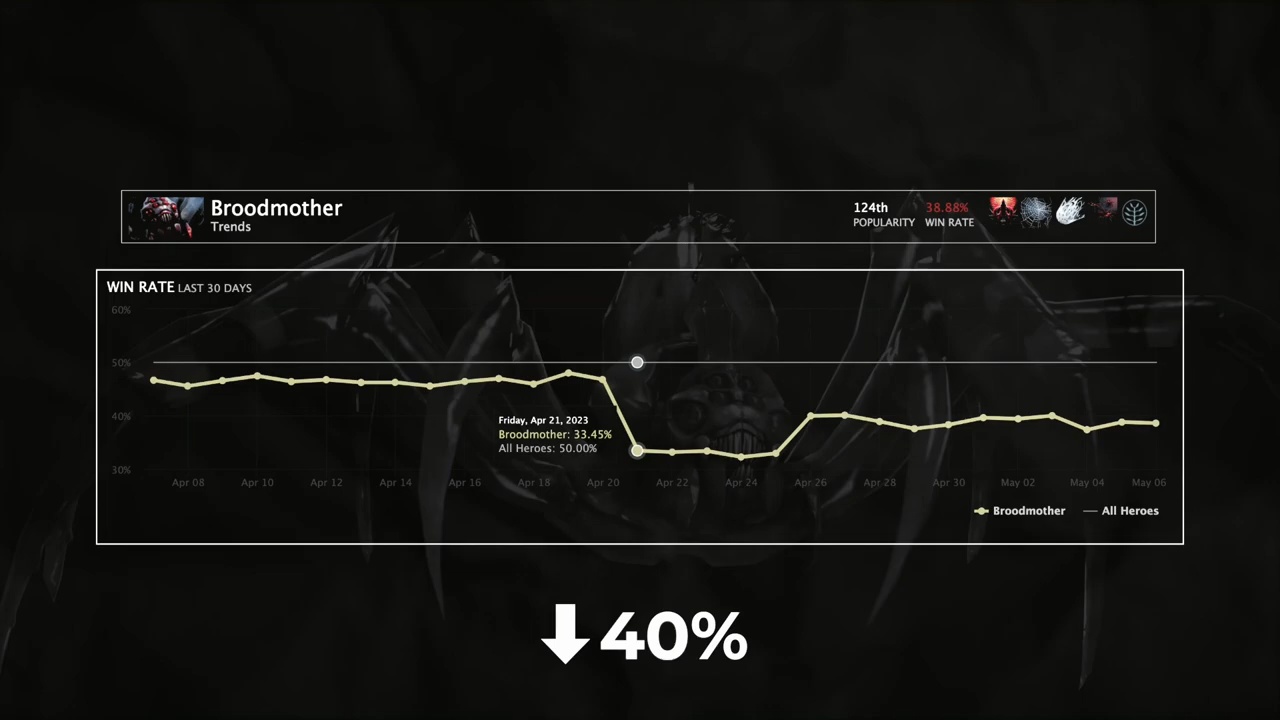 Broodmother
Trends
124th
POPULARITY
38.88%
WIN RATE
WIN RATE LAST 30 DAYS
60%
50%
40%
30%
Friday, Apr 21, 2023
Broodmother: 33.45%
All Heroes: 50.00%
Apr 08 Apr 10 Apr 12 Apr 14 Apr 16 Apr 18 Apr 20 Apr 22 Apr 24 Apr 26 Apr 28 Apr 30 May 02 May 04 May 06
Broodmother All Heroes
40%